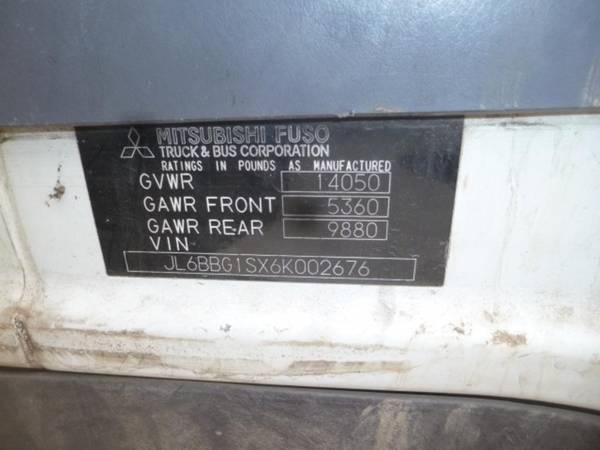 MITSUBISHI FUSO
TRUCK & BUS CORPORATION
RATINGS IN POUNDS AS MANUFACTURED
GVWR 14050
GAWR FRONT 5360
GAWR REAR 9880
VIN
JL6BBG1SX6K002676